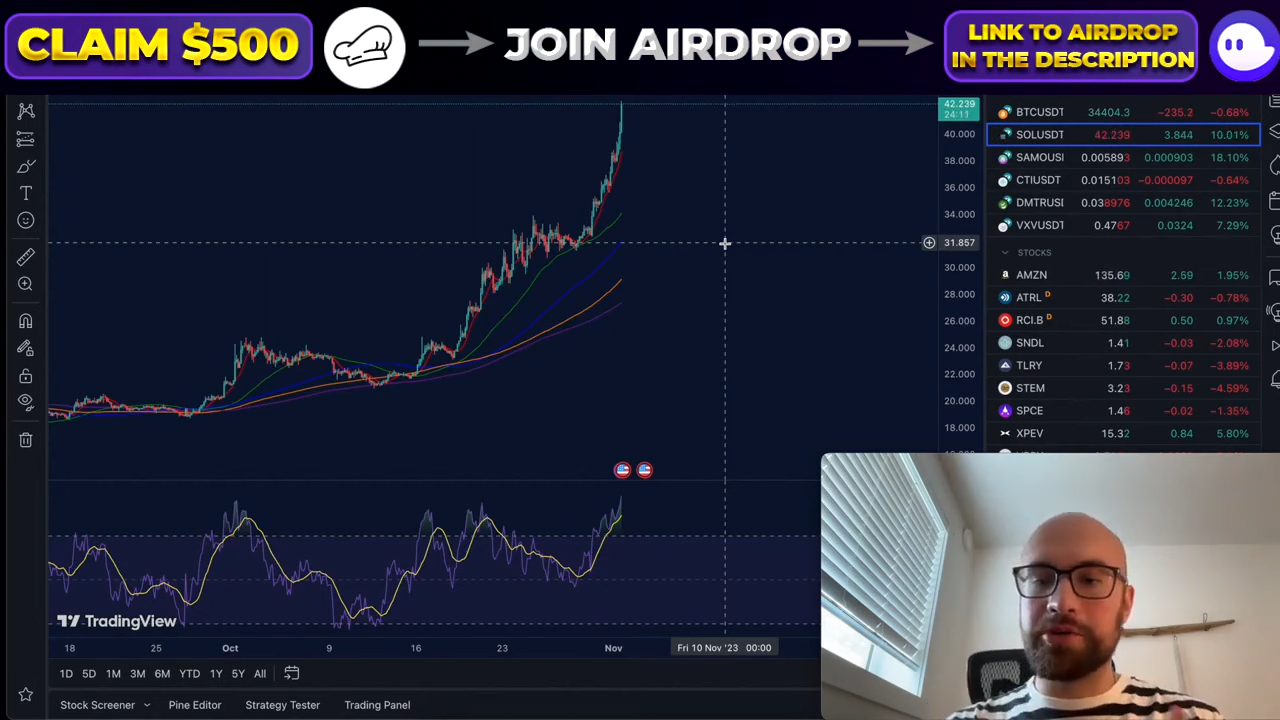 CLAIM $500
JOIN AIRDROP
LINK TO AIRDROP
IN THE DESCRIPTION
42.239
24:11
40.000
38.000
36.000
34.000
31.857
30.000
28.000
26.000
24.000
22.000
20.000
18.000
BTCUSDT 34404.3 −235.2 −0.68%
SOLUSDT 42.239 3.844 10.01%
SAMOUSI 0.005893 0.000903 18.10%
CTIUSDT 0.015103 −0.000097 −0.64%
DMTRUSI 0.038976 0.004246 12.23%
VXVUSDT 0.4767 0.0324 7.29%
STOCKS
AMZN 135.69 2.59 1.95%
ATRL D 38.22 −0.30 −0.78%
RCI.B D 51.88 0.50 0.97%
SNDL 1.41 −0.03 −2.08%
TLRY 1.73 −0.07 −3.89%
STEM 3.23 −0.15 −4.59%
SPCE 1.46 −0.02 −1.35%
XPEV 15.32 0.84 5.80%
TradingView
18 25 Oct 9 16 23 Nov Fri 10 Nov '23 00:00
1D 5D 1M 3M 6M YTD 1Y 5Y All
Stock Screener Pine Editor Strategy Tester Trading Panel